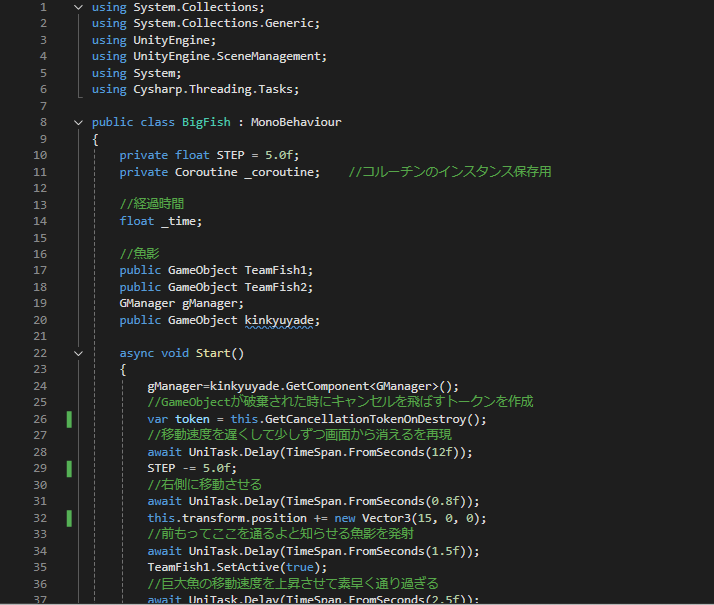 1 using System.Collections;
2 using System.Collections.Generic;
3 using UnityEngine;
4 using UnityEngine.SceneManagement;
5 using System;
6 using Cysharp.Threading.Tasks;
7
8 public class BigFish : MonoBehaviour
9 {
10 private float STEP = 5.0f;
11 private Coroutine _coroutine; //コルーチンのインスタンス保存用
12
13 //経過時間
14 float _time;
15
16 //魚影
17 public GameObject TeamFish1;
18 public GameObject TeamFish2;
19 GManager gManager;
20 public GameObject kinkyuyade;
21
22 async void Start()
23 {
24 gManager=kinkyuyade.GetComponent<GManager>();
25 //GameObjectが破棄された時にキャンセルを飛ばすトークンを作成
26 var token = this.GetCancellationTokenOnDestroy();
27 //移動速度を遅くして少しずつ画面から消えるを再現
28 await UniTask.Delay(TimeSpan.FromSeconds(12f));
29 STEP -= 5.0f;
30 //右側に移動させる
31 await UniTask.Delay(TimeSpan.FromSeconds(0.8f));
32 this.transform.position += new Vector3(15, 0, 0);
33 //前もってここを通るよと知らせる魚影を発射
34 await UniTask.Delay(TimeSpan.FromSeconds(1.5f));
35 TeamFish1.SetActive(true);
36 //巨大魚の移動速度を上昇させて素早く通り過ぎる
37 await UniTask.Delay(TimeSpan.FromSeconds(2.5f));